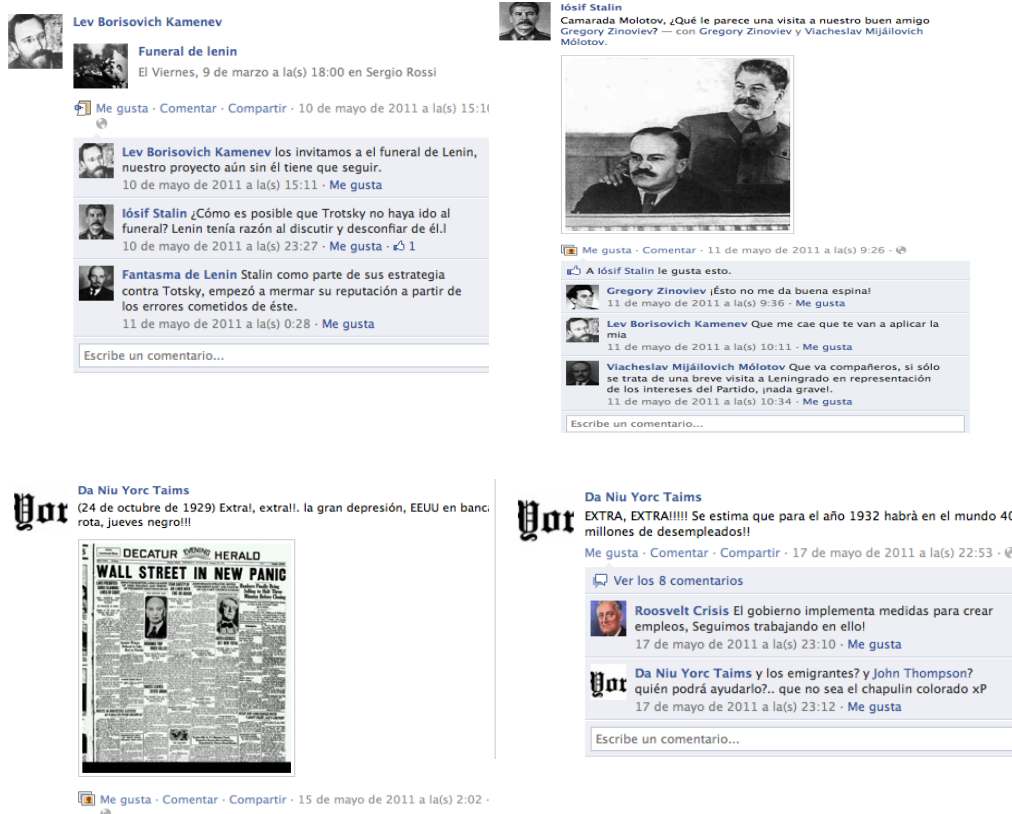 Lev Borisovich Kamenev
Funeral de lenin
El Viernes, 9 de marzo a la(s) 18:00 en Sergio Rossi
Me gusta · Comentar · Compartir · 10 de mayo de 2011 a la(s) 15:10
Lev Borisovich Kamenev los invitamos a el funeral de Lenin,
nuestro proyecto aún sin él tiene que seguir.
10 de mayo de 2011 a la(s) 15:11 · Me gusta
Iósif Stalin ¿Cómo es posible que Trotsky no haya ido al
funeral? Lenin tenía razón al discutir y desconfiar de él.l
10 de mayo de 2011 a la(s) 23:27 · Me gusta · 1
Fantasma de Lenin Stalin como parte de sus estrategia
contra Totsky, empezó a mermar su reputación a partir de
los errores cometidos de éste.
11 de mayo de 2011 a la(s) 0:28 · Me gusta
Escribe un comentario...
Iósif Stalin
Camarada Molotov, ¿Qué le parece una visita a nuestro buen amigo
Gregory Zinoviev? — con Gregory Zinoviev y Viacheslav Mijáilovich
Mólotov.
Me gusta · Comentar · 11 de mayo de 2011 a la(s) 9:26 ·
A Iósif Stalin le gusta esto.
Gregory Zinoviev ¡Ésto no me da buena espina!
11 de mayo de 2011 a la(s) 9:36 · Me gusta
Lev Borisovich Kamenev Que me cae que te van a aplicar la
mia
11 de mayo de 2011 a la(s) 10:11 · Me gusta
Viacheslav Mijáilovich Mólotov Que va compañeros, si sólo
se trata de una breve visita a Leningrado en representación
de los intereses del Partido, ¡nada grave!.
11 de mayo de 2011 a la(s) 10:34 · Me gusta
Escribe un comentario...
Yor
Da Niu Yorc Taims
(24 de octubre de 1929) Extra!, extra!!. la gran depresión, EEUU en banca
rota, jueves negro!!!
DECATUR EVENING HERALD
WALL STREET IN NEW PANIC
Me gusta · Comentar · Compartir · 15 de mayo de 2011 a la(s) 2:02 ·
Yor
Da Niu Yorc Taims
EXTRA, EXTRA!!!!! Se estima que para el año 1932 habrà en el mundo 40
millones de desempleados!!
Me gusta · Comentar · Compartir · 17 de mayo de 2011 a la(s) 22:53 ·
Ver los 8 comentarios
Roosvelt Crisis El gobierno implementa medidas para crear
empleos, Seguimos trabajando en ello!
17 de mayo de 2011 a la(s) 23:10 · Me gusta
Yor
Da Niu Yorc Taims y los emigrantes? y John Thompson?
quién podrá ayudarlo?.. que no sea el chapulin colorado xP
17 de mayo de 2011 a la(s) 23:12 · Me gusta
Escribe un comentario...